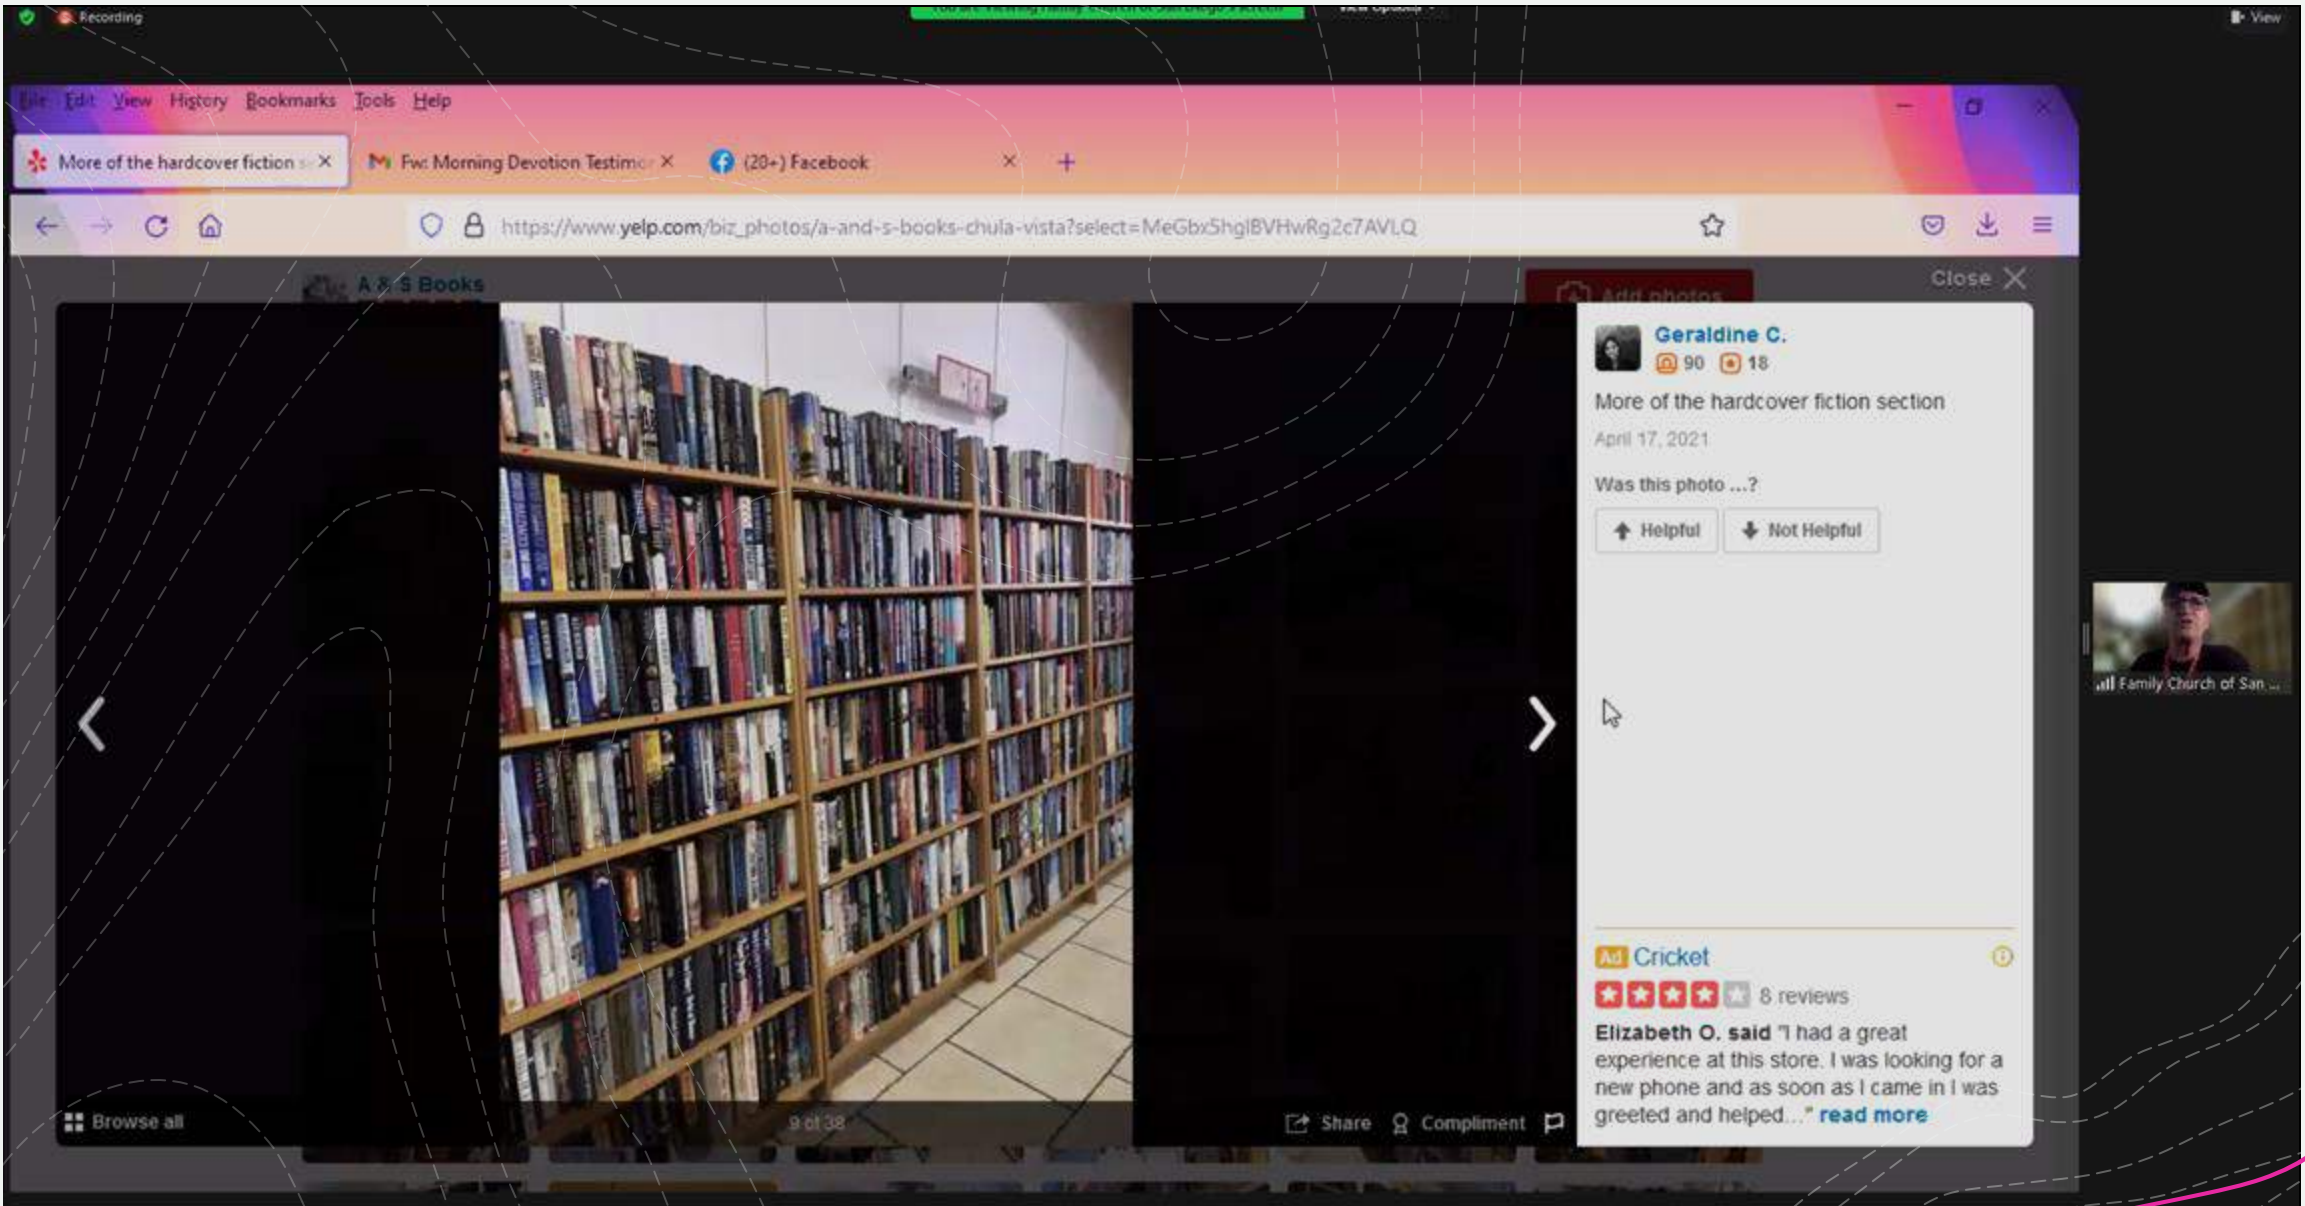 Recording
View
File Edit View History Bookmarks Tools Help
More of the hardcover fiction s
Fw: Morning Devotion Testimor
(20+) Facebook
https://www.yelp.com/biz_photos/a-and-s-books-chula-vista?select=MeGbx5hglBVHwRg2c7AVLQ
A & S Books
Add photos
Close
Geraldine C.
90 18
More of the hardcover fiction section
April 17, 2021
Was this photo ...?
Helpful Not Helpful
Family Church of San ...
Ad Cricket
8 reviews
Elizabeth O. said "I had a great
experience at this store. I was looking for a
new phone and as soon as I came in I was
greeted and helped..." read more
Browse all
9 of 38
Share Compliment